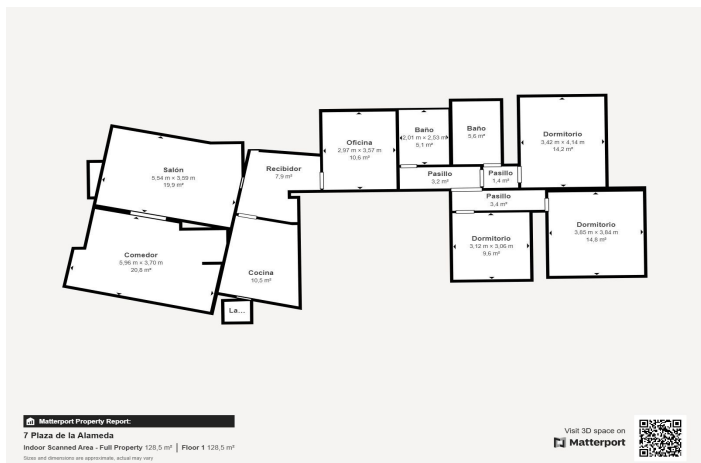 Salón
5,54 m × 3,59 m
19,9 m²
Recibidor
7,9 m²
Oficina
2,97 m × 3,57 m
10,6 m²
Baño
2,01 m × 2,53 m
5,1 m²
Baño
5,6 m²
Dormitorio
3,42 m × 4,14 m
14,2 m²
Pasillo
3,2 m²
Pasillo
1,4 m²
Pasillo
3,4 m²
Comedor
5,96 m × 3,70 m
20,6 m²
Cocina
10,5 m²
Dormitorio
3,12 m × 3,06 m
9,6 m²
Dormitorio
3,85 m × 3,84 m
14,8 m²
La...
Matterport Property Report:
7 Plaza de la Alameda
Indoor Scanned Area - Full Property 128,5 m² | Floor 1 128,5 m²
Sizes and dimensions are approximate, actual may vary
Visit 3D space on
Matterport